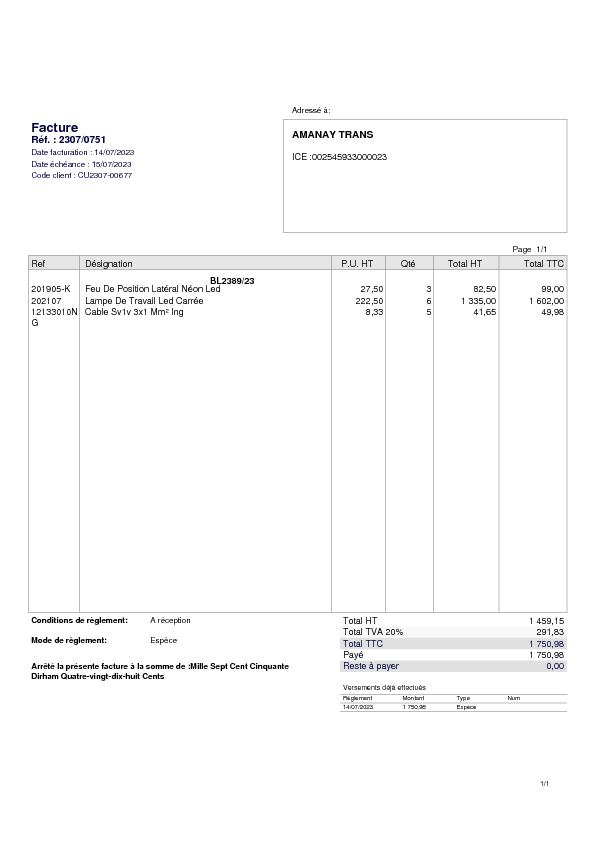 Adressé à:
Facture
Réf. : 2307/0751
Date facturation : 14/07/2023
Date échéance : 15/07/2023
Code client : CU2307-00677
AMANAY TRANS
ICE :002545933000023
Page 1/1
Ref Désignation P.U. HT Qté Total HT Total TTC
BL2389/23
201905-K Feu De Position Latéral Néon Led 27,50 3 82,50 99,00
202107 Lampe De Travail Led Carrée 222,50 6 1 335,00 1 602,00
12133010N Cable Sv1v 3x1 Mm² Ing 8,33 5 41,65 49,98
G
Conditions de règlement: A réception
Mode de règlement: Espèce
Arrêté la présente facture à la somme de :Mille Sept Cent Cinquante
Dirham Quatre-vingt-dix-huit Cents
Total HT 1 459,15
Total TVA 20% 291,83
Total TTC 1 750,98
Payé 1 750,98
Reste à payer 0,00
Versements déjà effectués
Règlement Montant Type Num
14/07/2023 1 750,98 Espèce
1/1